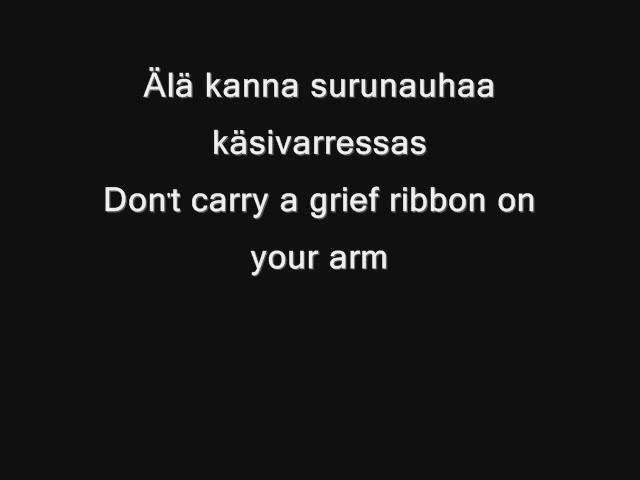 Älä kanna surunauhaa
käsivarressas
Don't carry a grief ribbon on
your arm